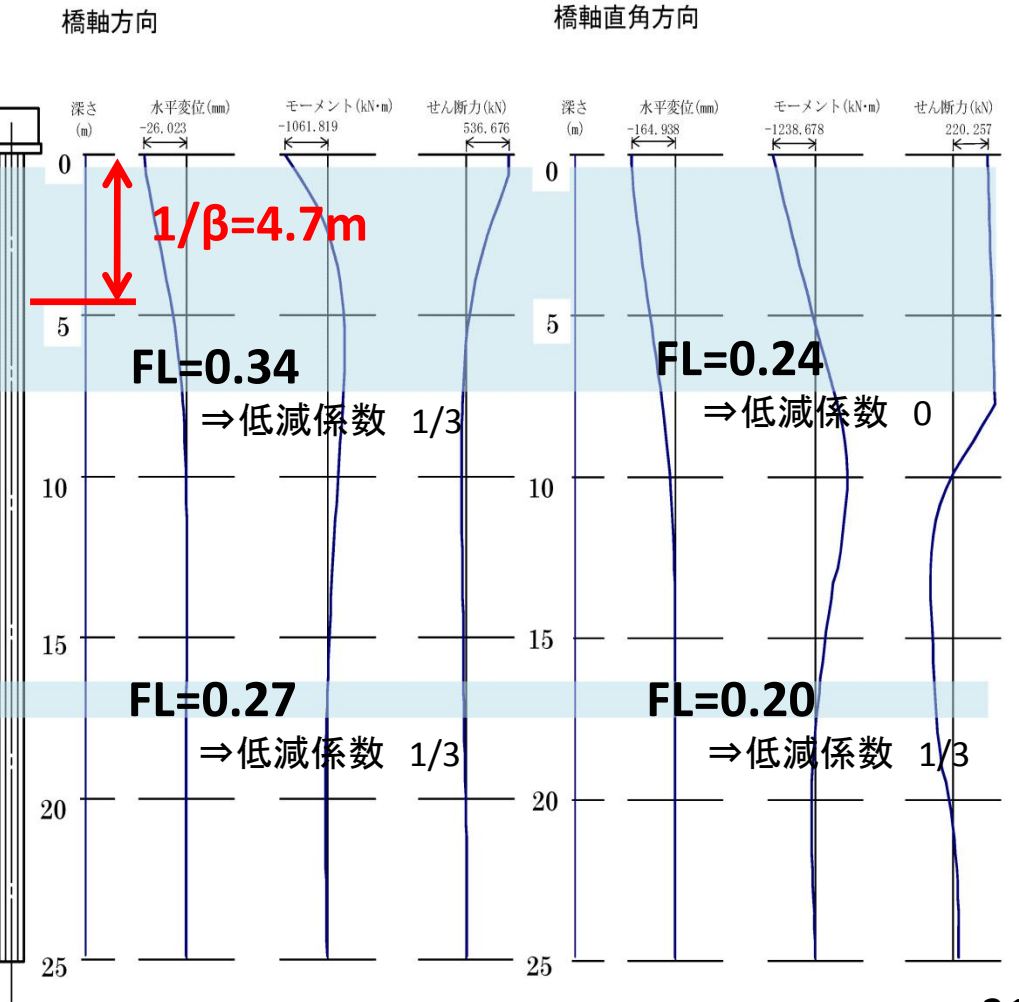 橋軸方向
橋軸直角方向
深さ
(m)
水平変位(mm)
-26.023
モーメント(kN・m)
-1061.819
せん断力(kN)
536.676
深さ
(m)
水平変位(mm)
-164.938
モーメント(kN・m)
-1238.678
せん断力(kN)
220.257
0
0
1/β=4.7m
5
5
FL=0.34
⇒低減係数 1/3
FL=0.24
⇒低減係数 0
10
10
15
15
FL=0.27
⇒低減係数 1/3
FL=0.20
⇒低減係数 1/3
20
20
25
25